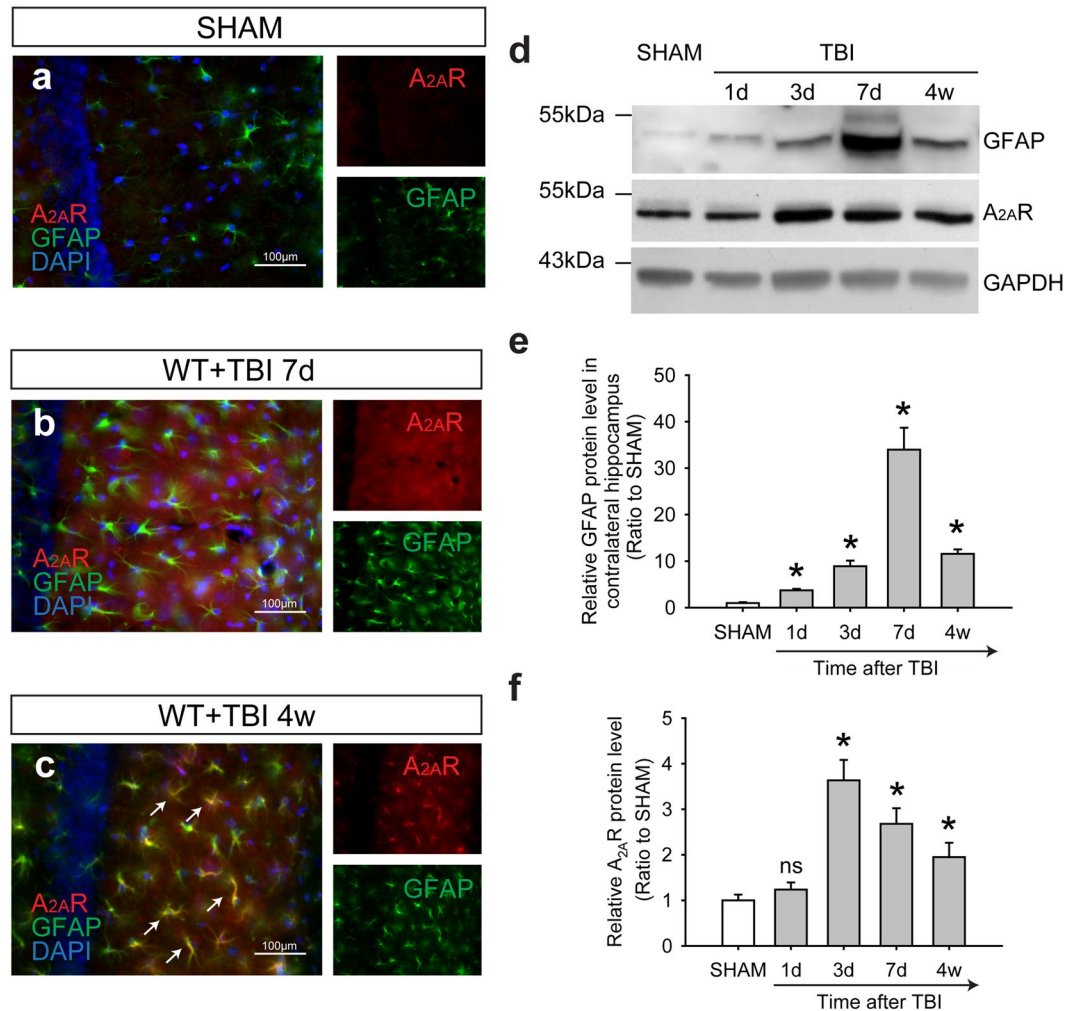 SHAM
a
A2AR
GFAP
DAPI
100µm
A2AR
GFAP
WT+TBI 7d
b
A2AR
GFAP
DAPI
100µm
A2AR
GFAP
WT+TBI 4w
c
A2AR
GFAP
DAPI
100µm
A2AR
GFAP
d
SHAM
TBI
1d 3d 7d 4w
55kDa
GFAP
55kDa
A2AR
43kDa
GAPDH
e
Relative GFAP protein level in
contralateral hippocampus
(Ratio to SHAM)
50
40
30
20
10
0
* * * *
SHAM 1d 3d 7d 4w
Time after TBI
f
Relative A2AR protein level
(Ratio to SHAM)
5
4
3
2
1
0
ns * * *
SHAM 1d 3d 7d 4w
Time after TBI